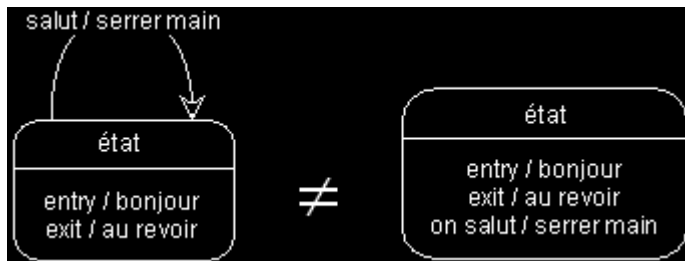 salut / serrer main
état
entry / bonjour
exit / au revoir
≠
état
entry / bonjour
exit / au revoir
on salut / serrer main